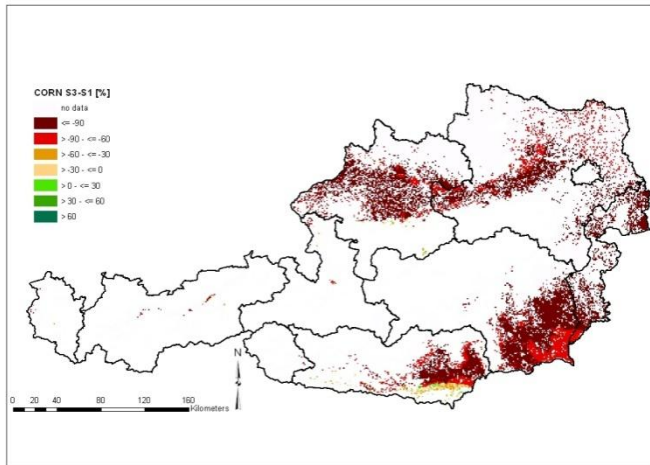 CORN S3-S1 [%]
no data
<= -90
> -90 - <= -60
> -60 - <= -30
> -30 - <= 0
> 0 - <= 30
> 30 - <= 60
> 60
N
0 20 40 80 120 160
Kilometers